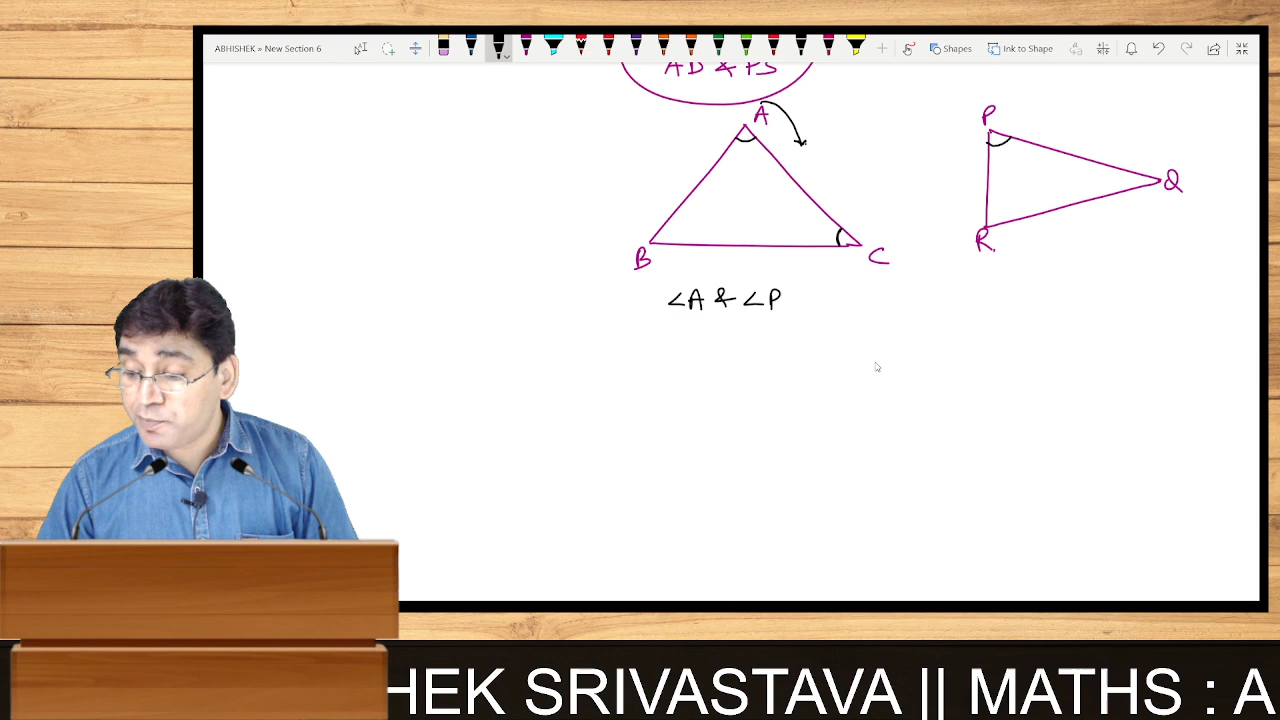 ABHISHEK » New Section 6
Shapes
Ink to Shape
AD & PS
A
B
C
P
Q
R
∠A & ∠P
HEK SRIVASTAVA || MATHS : A